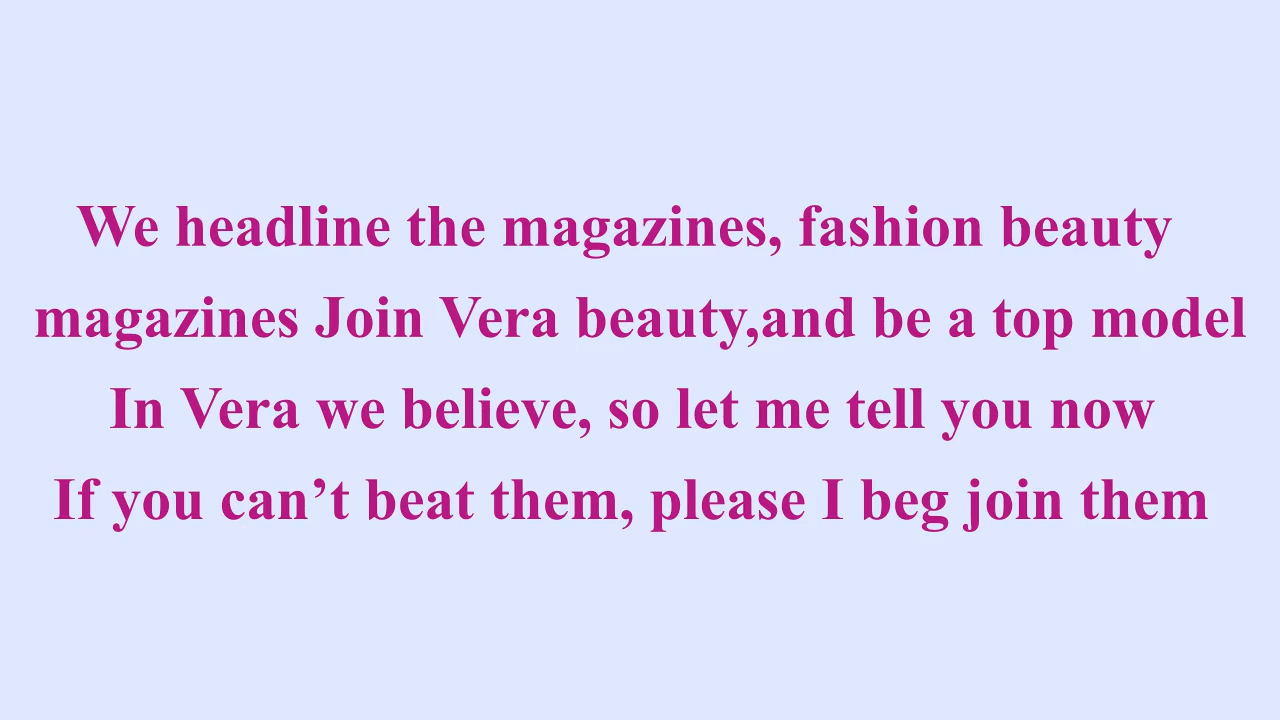 We headline the magazines, fashion beauty
magazines Join Vera beauty,and be a top model
In Vera we believe, so let me tell you now
If you can’t beat them, please I beg join them